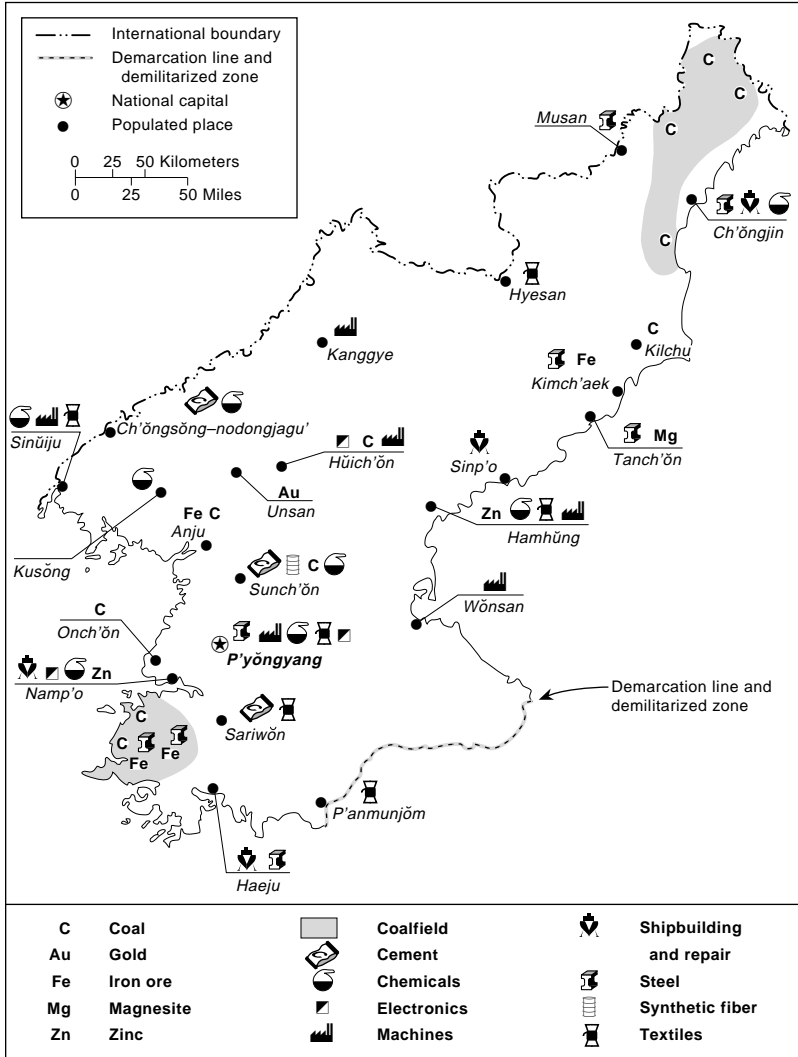 International boundary
Demarcation line and
demilitarized zone
National capital
Populated place
0 25 50 Kilometers
0 25 50 Miles
C
C
Musan
s
C
Ch'ŏngjin
C
Hyesan
Kanggye
C
Kilchu
Fe
Kimch'aek
Ch'ŏngsŏng–nodongjagu'
Sinŭiju
Mg
Tanch'ŏn
C
Hŭich'ŏn
Sinp'o
Au
Unsan
Zn
Hamhŭng
Fe C
Anju
Kusŏng
C
Sunch'ŏn
Wŏnsan
C
Onch'ŏn
P'yŏngyang
Zn
Namp'o
Demarcation line and
demilitarized zone
C
Sariwŏn
C
Fe
Fe
P'anmunjŏm
Haeju
C Coal Coalfield Shipbuilding
and repair
Au Gold Cement
Fe Iron ore Chemicals Steel
Mg Magnesite Electronics Synthetic fiber
Zn Zinc Machines Textiles